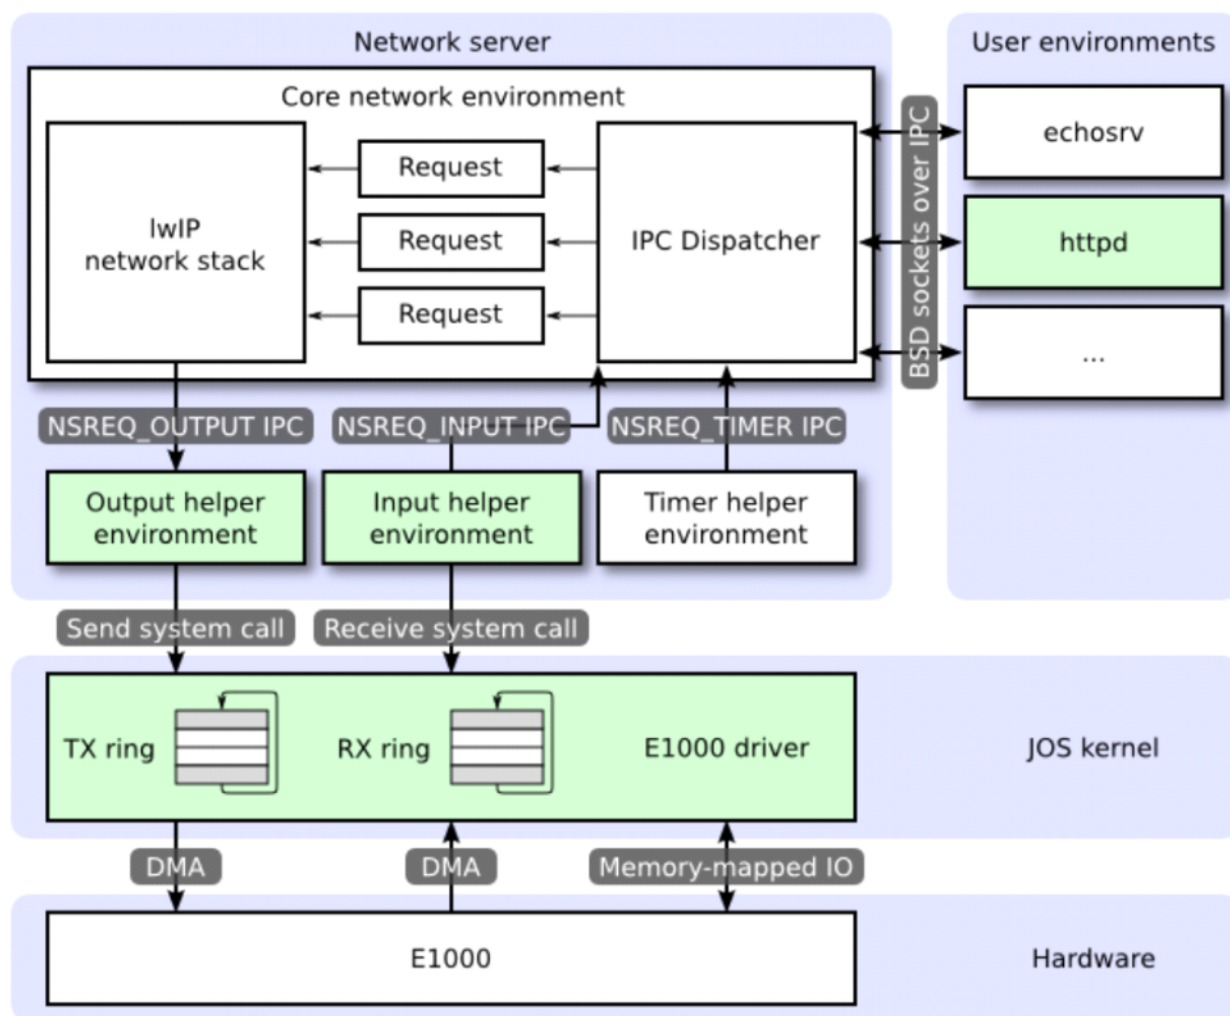 Network server
User environments
Core network environment
lwIP
network stack
Request
Request
Request
IPC Dispatcher
BSD sockets over IPC
echosrv
httpd
...
NSREQ_OUTPUT IPC
NSREQ_INPUT IPC
NSREQ_TIMER IPC
Output helper
environment
Input helper
environment
Timer helper
environment
Send system call
Receive system call
TX ring
RX ring
E1000 driver
JOS kernel
DMA
DMA
Memory-mapped IO
E1000
Hardware